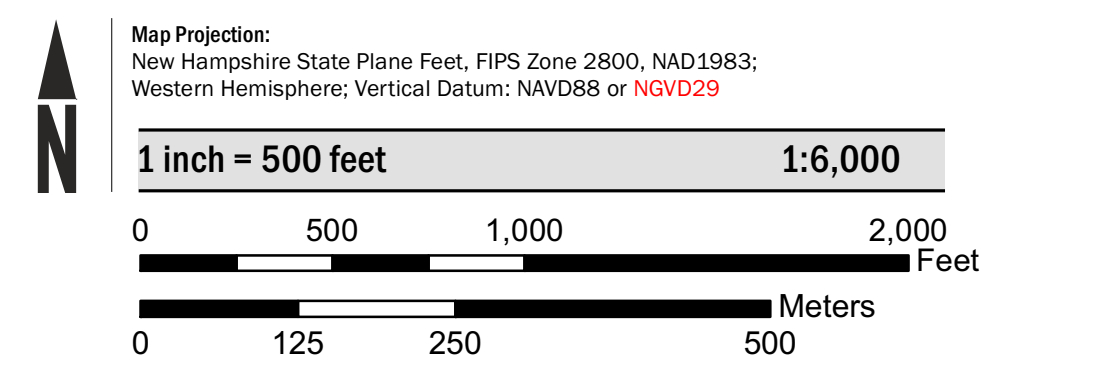 N
Map Projection:
New Hampshire State Plane Feet, FIPS Zone 2800, NAD1983;
Western Hemisphere; Vertical Datum: NAVD88 or NGVD29
1 inch = 500 feet 1:6,000
0 500 1,000 2,000
Feet
Meters
0 125 250 500